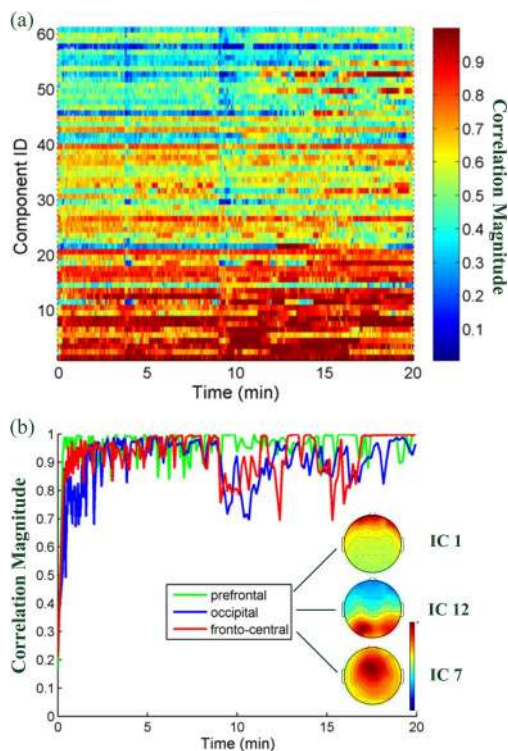 (a)
60
50
40
30
20
10
Component ID
0 5 10 15 20
Time (min)
0.9
0.8
0.7
0.6
0.5
0.4
0.3
0.2
0.1
Correlation Magnitude
(b)
1
0.9
0.8
0.7
0.6
0.5
0.4
0.3
0.2
0.1
0
Correlation Magnitude
prefrontal
occipital
fronto-central
IC 1
IC 12
IC 7
0 5 10 15 20
Time (min)